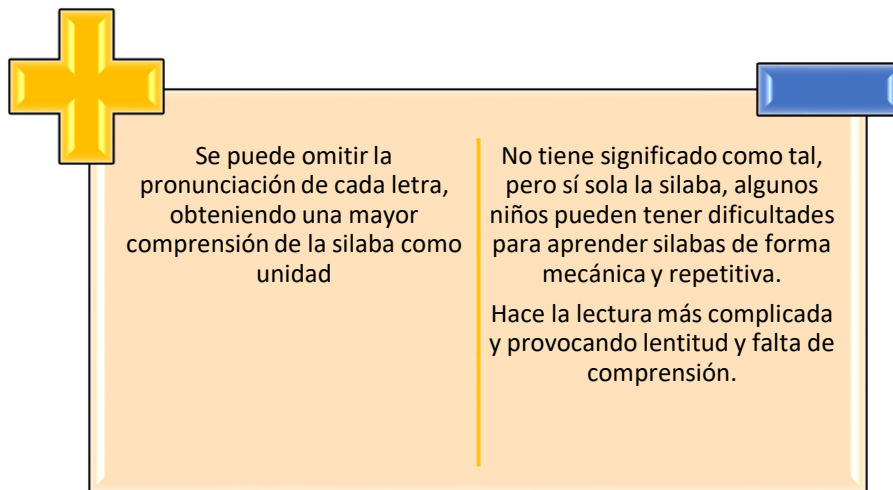 Se puede omitir la
pronunciación de cada letra,
obteniendo una mayor
comprensión de la silaba como
unidad
No tiene significado como tal,
pero sí sola la silaba, algunos
niños pueden tener dificultades
para aprender silabas de forma
mecánica y repetitiva.
Hace la lectura más complicada
y provocando lentitud y falta de
comprensión.